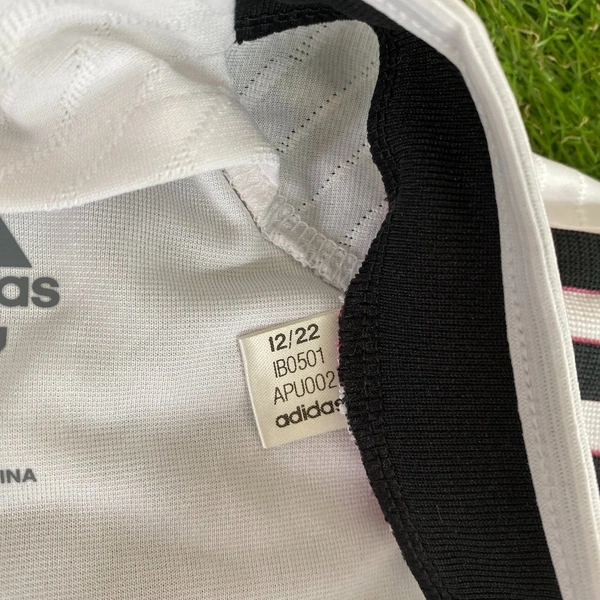 das
INA
12/22
IB0501
APU002
adidas